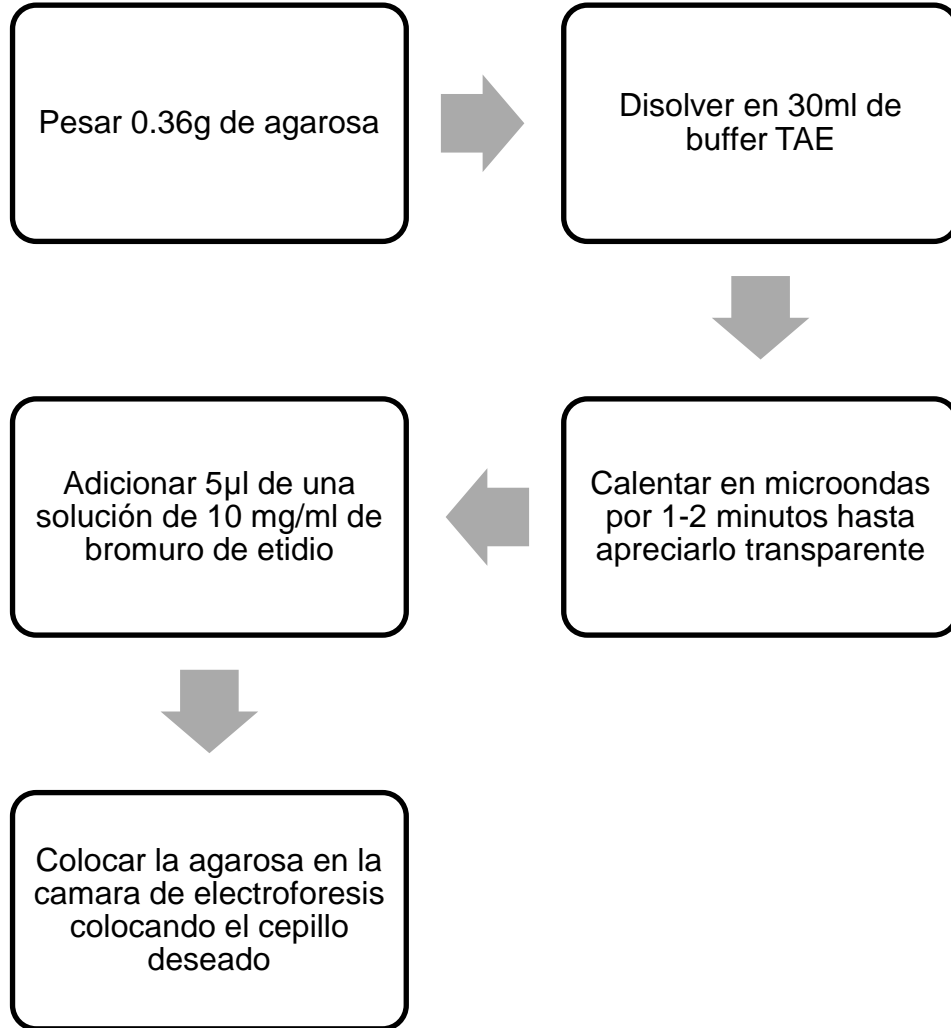 Pesar 0.36g de agarosa
Disolver en 30ml de
buffer TAE
Calentar en microondas
por 1-2 minutos hasta
apreciarlo transparente
Adicionar 5µl de una
solución de 10 mg/ml de
bromuro de etidio
Colocar la agarosa en la
camara de electroforesis
colocando el cepillo
deseado